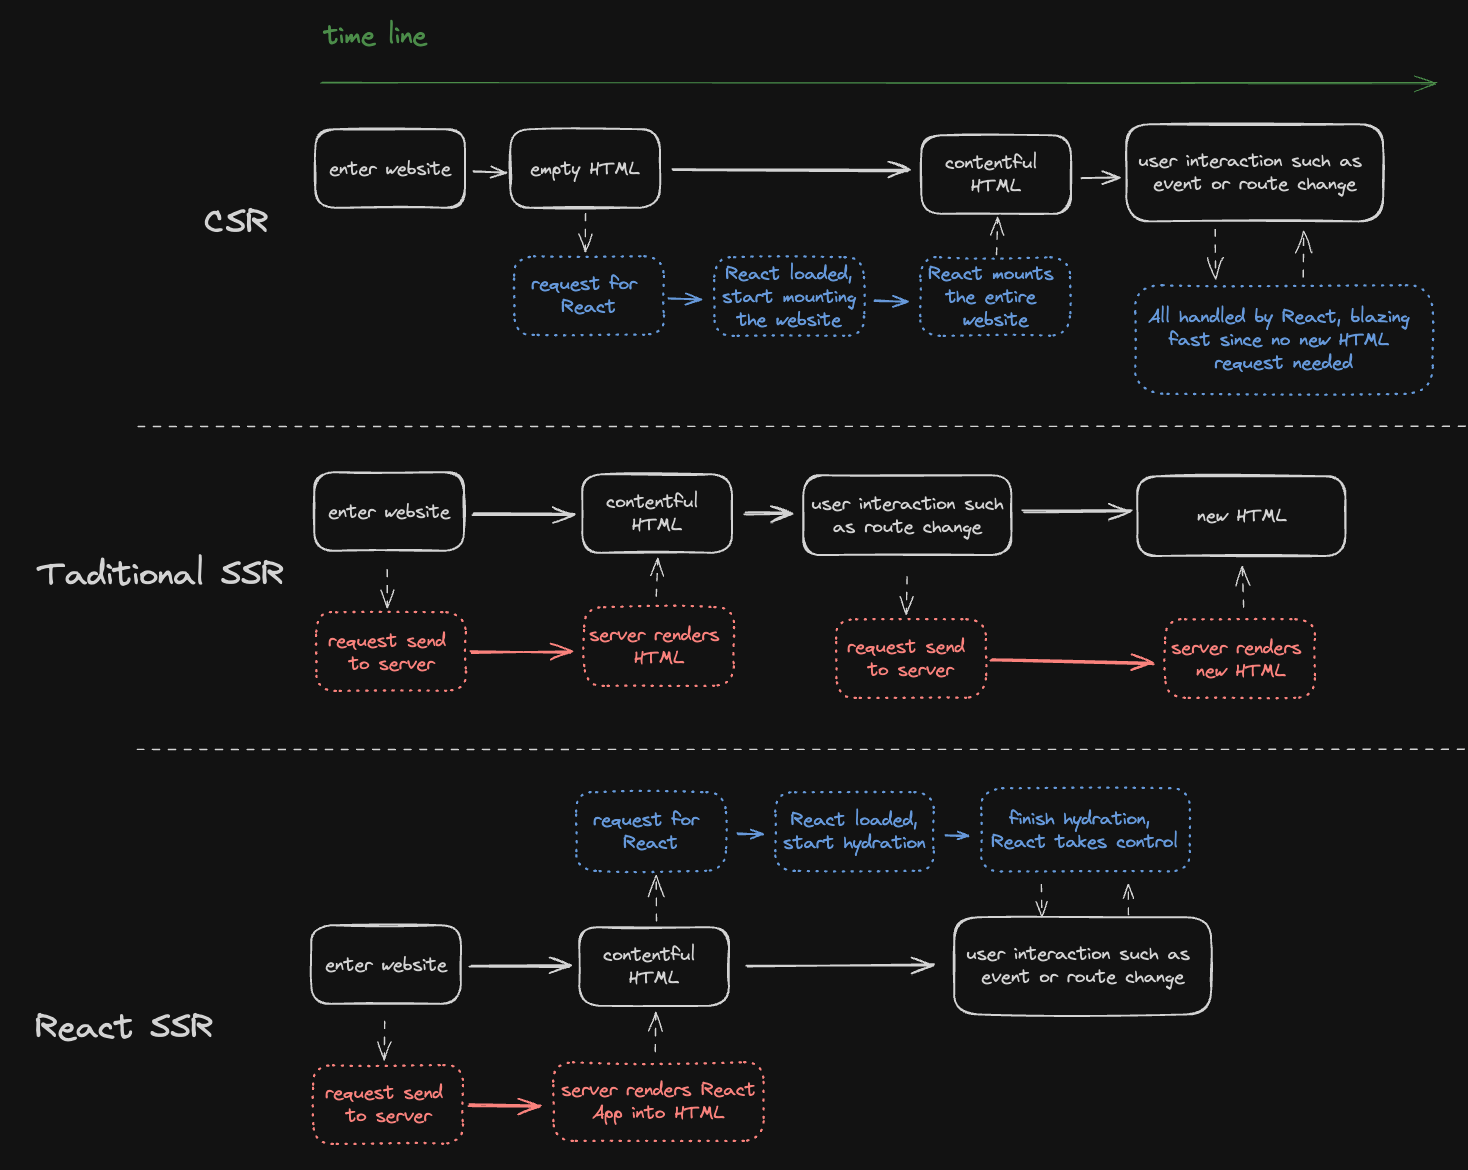 time line
CSR
enter website
empty HTML
contentful
HTML
user interaction such as
event or route change
request for
React
React loaded,
start mounting
the website
React mounts
the entire
website
All handled by React, blazing
fast since no new HTML
request needed
Taditional SSR
enter website
contentful
HTML
user interaction such
as route change
new HTML
request send
to server
server renders
HTML
request send
to server
server renders
new HTML
React SSR
request for
React
React loaded,
start hydration
finish hydration,
React takes control
enter website
contentful
HTML
user interaction such as
event or route change
request send
to server
server renders React
App into HTML